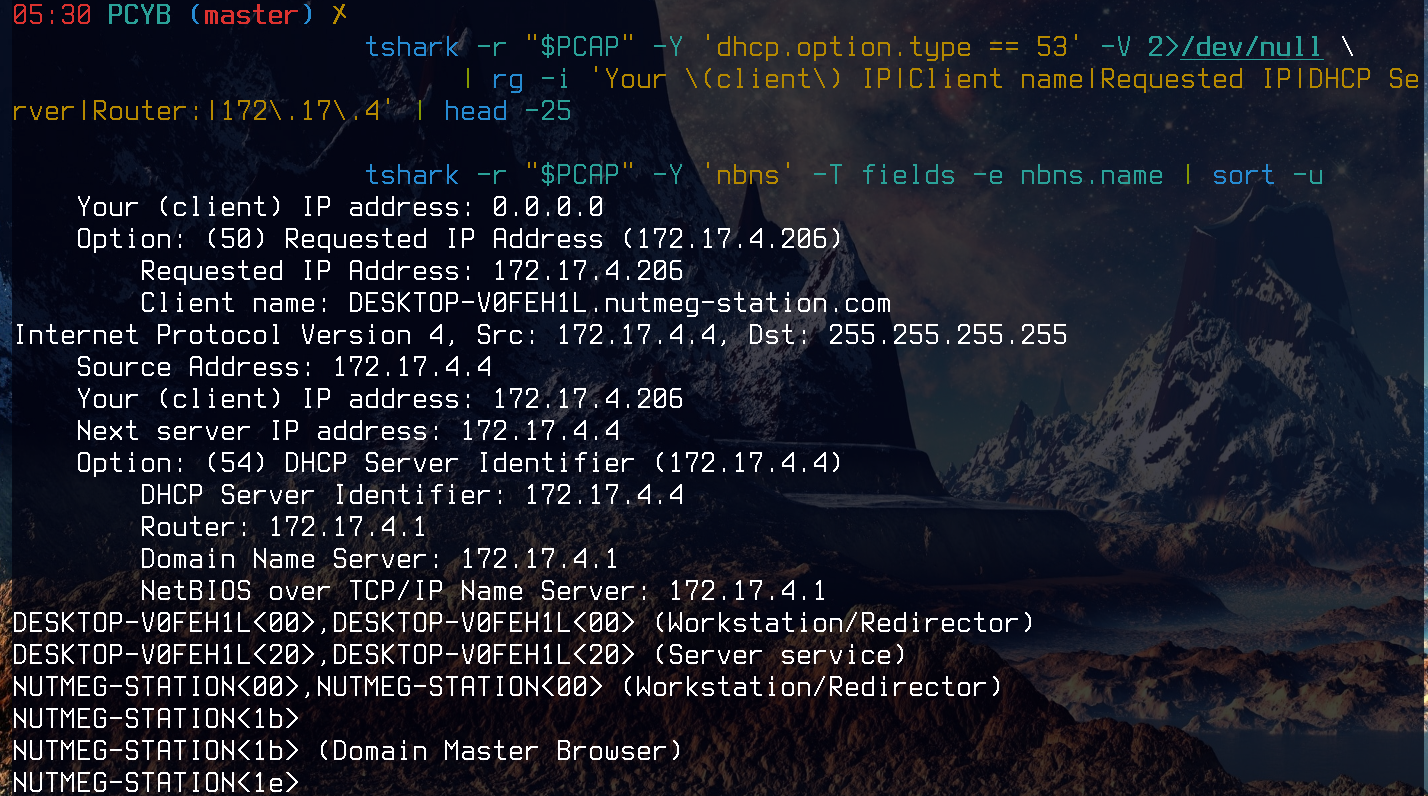 05:30 PCYB (master) ✗
tshark -r "$PCAP" -Y 'dhcp.option.type == 53' -V 2>/dev/null \
| rg -i 'Your \(client\) IP|Client name|Requested IP|DHCP Se
rver|Router:|172\.17\.4' | head -25
tshark -r "$PCAP" -Y 'nbns' -T fields -e nbns.name | sort -u
Your (client) IP address: 0.0.0.0
Option: (50) Requested IP Address (172.17.4.206)
Requested IP Address: 172.17.4.206
Client name: DESKTOP-V0FEH1L.nutmeg-station.com
Internet Protocol Version 4, Src: 172.17.4.4, Dst: 255.255.255.255
Source Address: 172.17.4.4
Your (client) IP address: 172.17.4.206
Next server IP address: 172.17.4.4
Option: (54) DHCP Server Identifier (172.17.4.4)
DHCP Server Identifier: 172.17.4.4
Router: 172.17.4.1
Domain Name Server: 172.17.4.1
NetBIOS over TCP/IP Name Server: 172.17.4.1
DESKTOP-V0FEH1L<00>,DESKTOP-V0FEH1L<00> (Workstation/Redirector)
DESKTOP-V0FEH1L<20>,DESKTOP-V0FEH1L<20> (Server service)
NUTMEG-STATION<00>,NUTMEG-STATION<00> (Workstation/Redirector)
NUTMEG-STATION<1b>
NUTMEG-STATION<1b> (Domain Master Browser)
NUTMEG-STATION<1e>